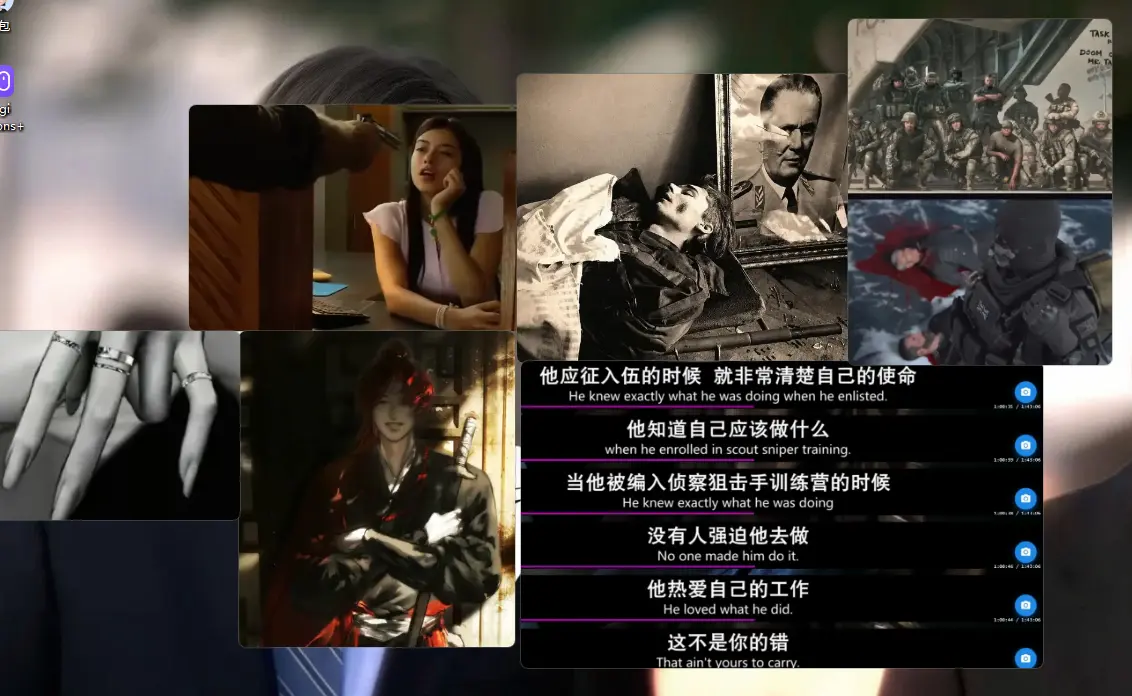 包
gi
ons+
TASK
DOOM
他应征入伍的时候 就非常清楚自己的使命
He knew exactly what he was doing when he enlisted.
他知道自己应该做什么
when he enrolled in scout sniper training.
当他被编入侦察狙击手训练营的时候
He knew exactly what he was doing
没有人强迫他去做
No one made him do it.
他热爱自己的工作
He loved what he did.
这不是你的错
That ain't yours to carry.